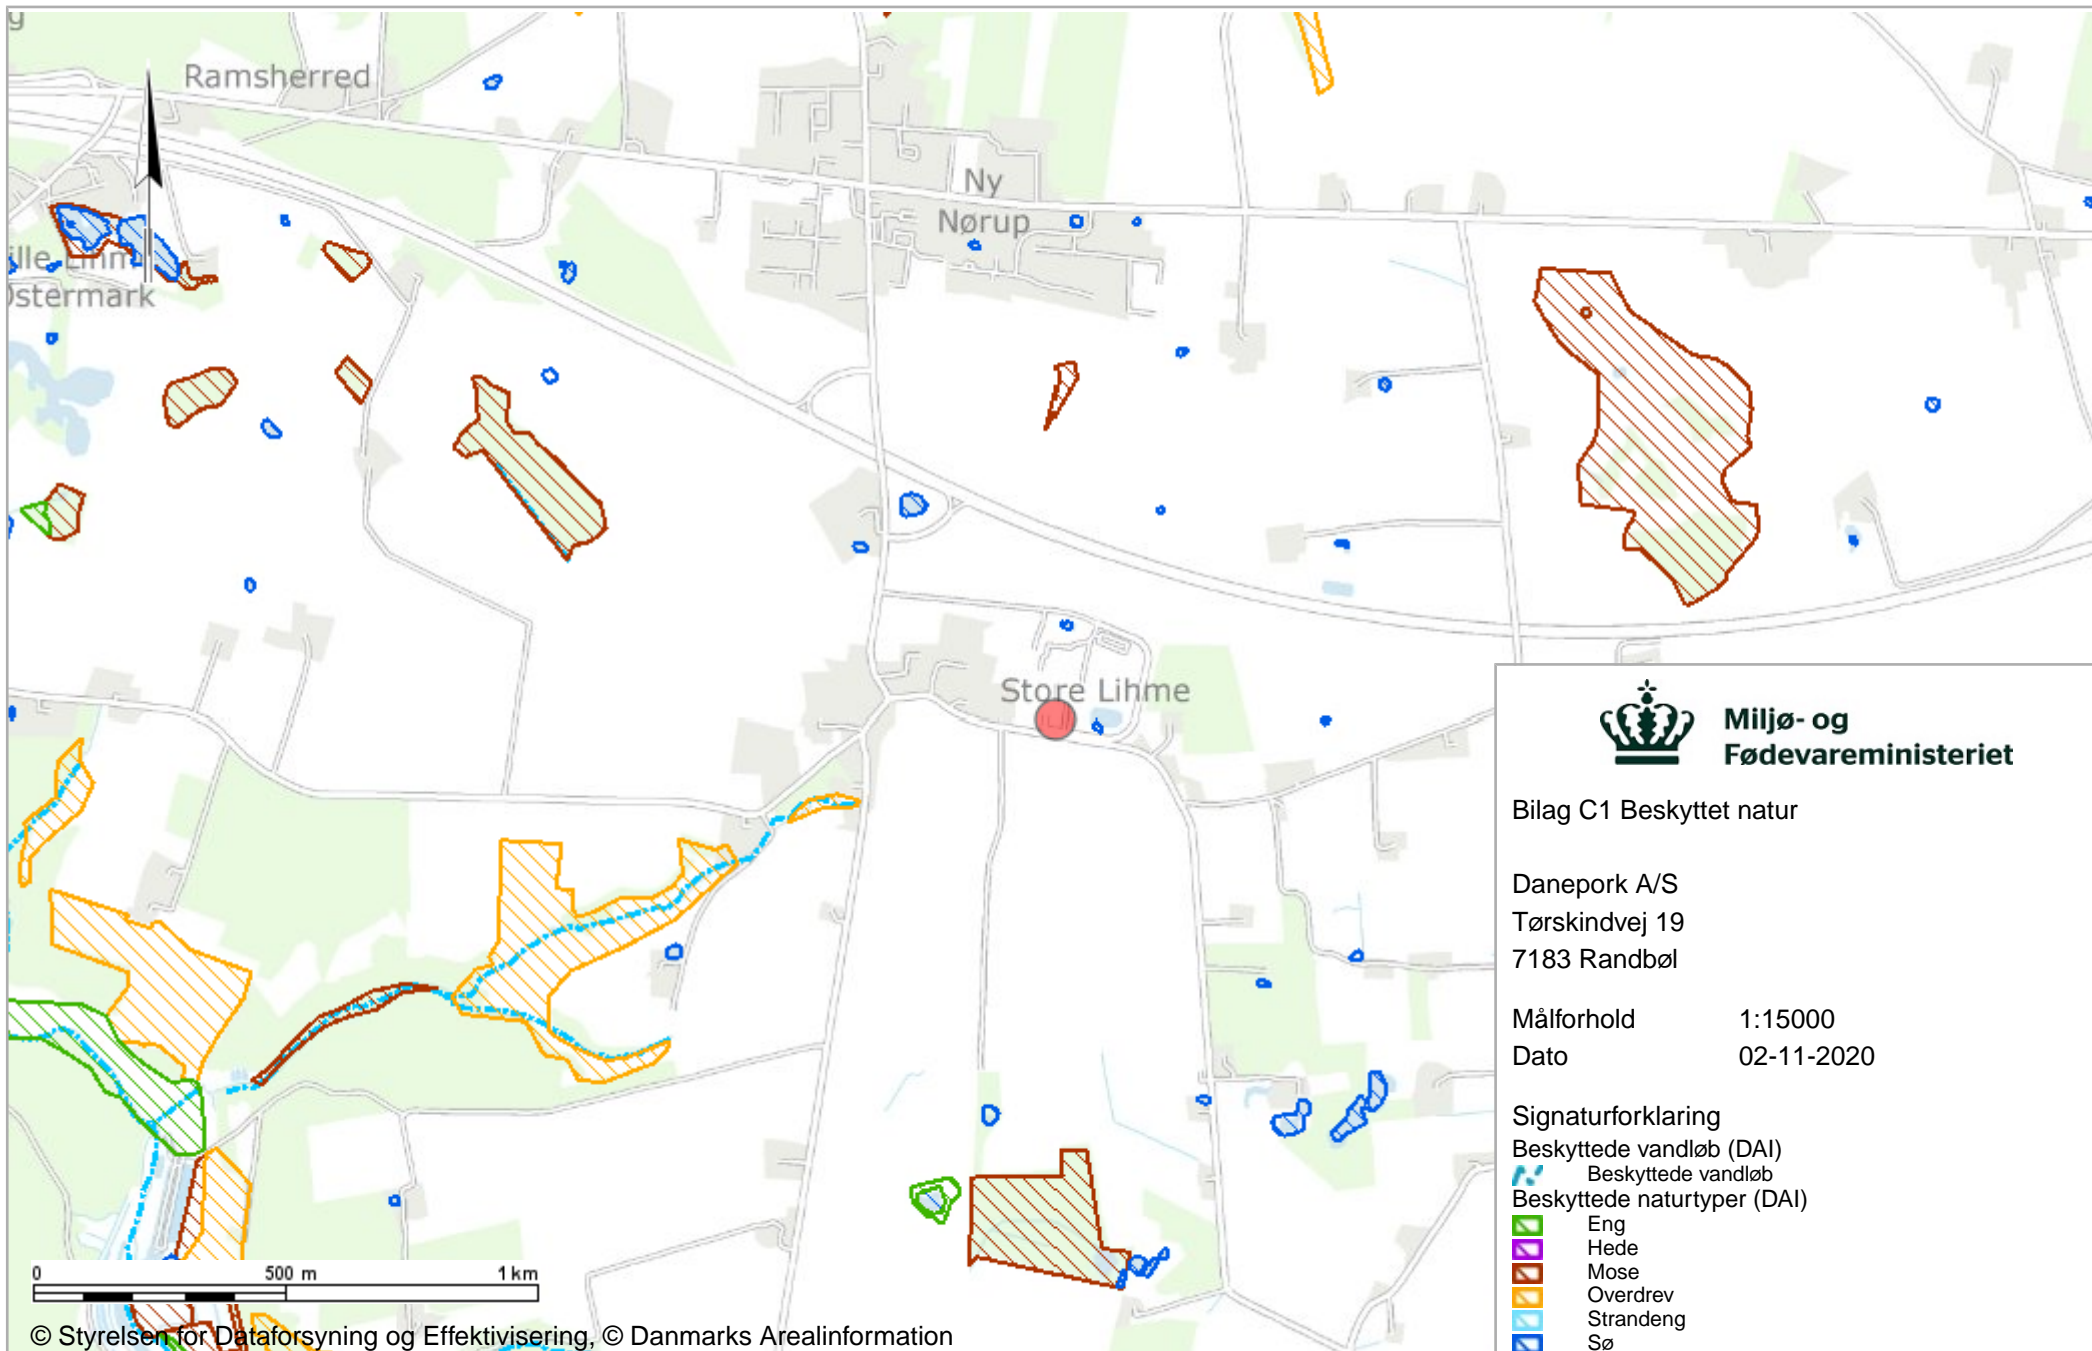 g
Ramsherred
Ny
Nørup
Østermark
Store Lihme
Miljø- og
Fødevareministeriet
Bilag C1 Beskyttet natur
Danepork A/S
Tørskindvej 19
7183 Randbøl
Målforhold 1:15000
Dato 02-11-2020
Signaturforklaring
Beskyttede vandløb (DAI)
Beskyttede vandløb
Beskyttede naturtyper (DAI)
Eng
Hede
Mose
Overdrev
Strandeng
Sø
0 500 m 1 km
© Styrelsen for Dataforsyning og Effektivisering, © Danmarks Arealinformation